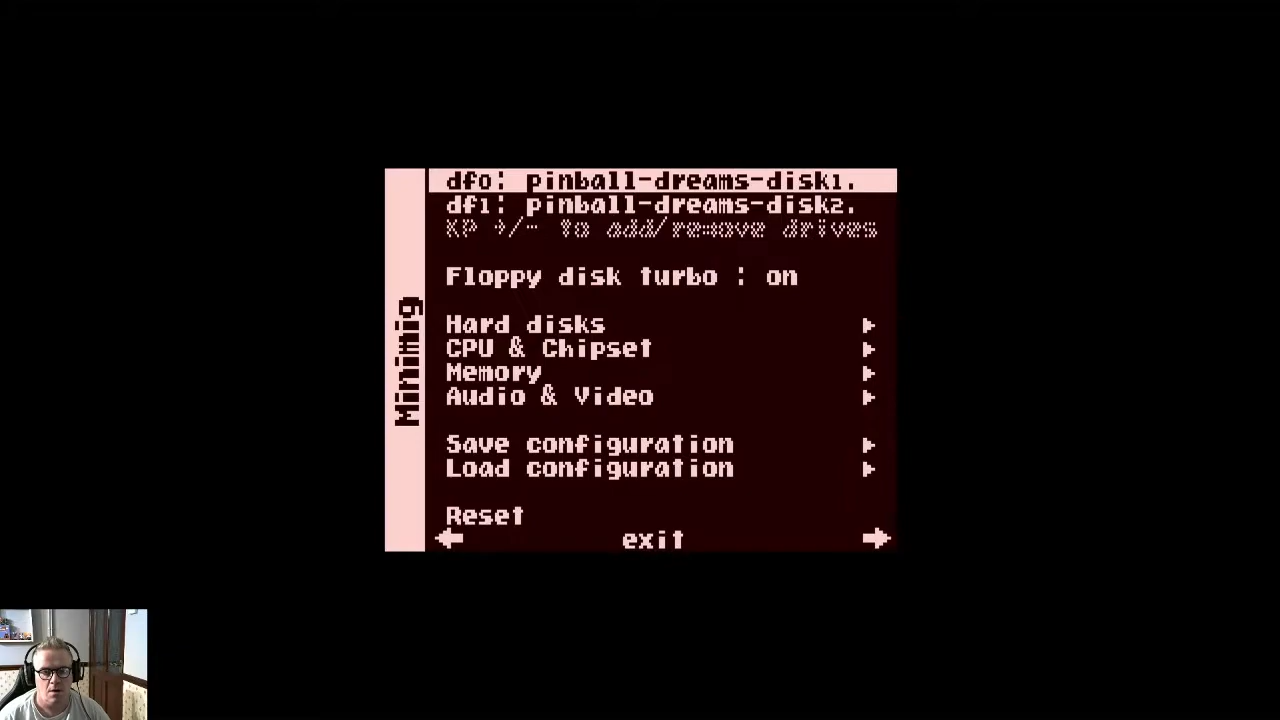 Minimig
df0: pinball-dreams-disk1.
df1: pinball-dreams-disk2.
KP +/- to add/remove drives
Floppy disk turbo : on
Hard disks
CPU & Chipset
Memory
Audio & Video
Save configuration
Load configuration
Reset
exit